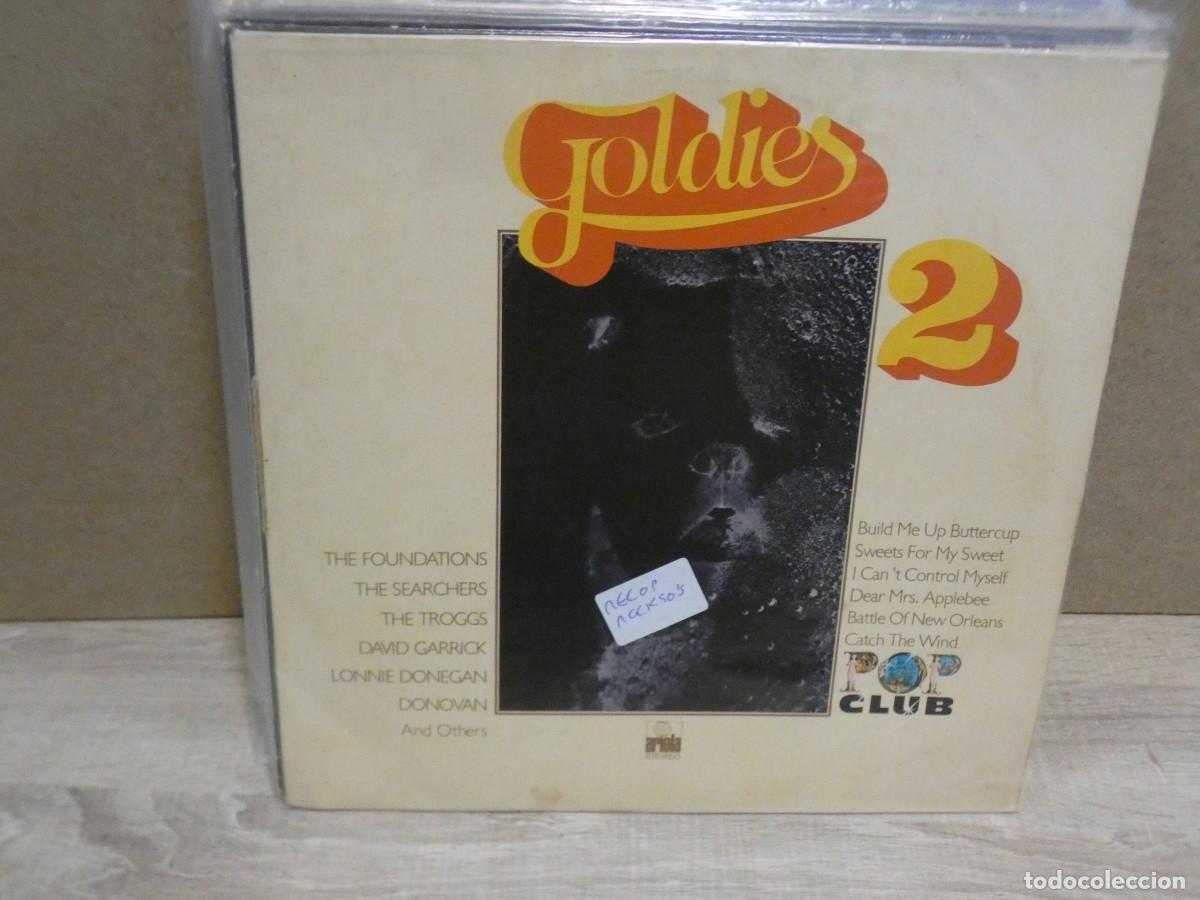 Goldies
2
THE FOUNDATIONS
THE SEARCHERS
THE TROGGS
DAVID GARRICK
LONNIE DONEGAN
DONOVAN
And Others
Build Me Up Buttercup
Sweets For My Sweet
I Can't Control Myself
Dear Mrs. Applebee
Battle Of New Orleans
Catch The Wind
POP
CLUB
RECOP
ariola
STEREO
todocoleccion